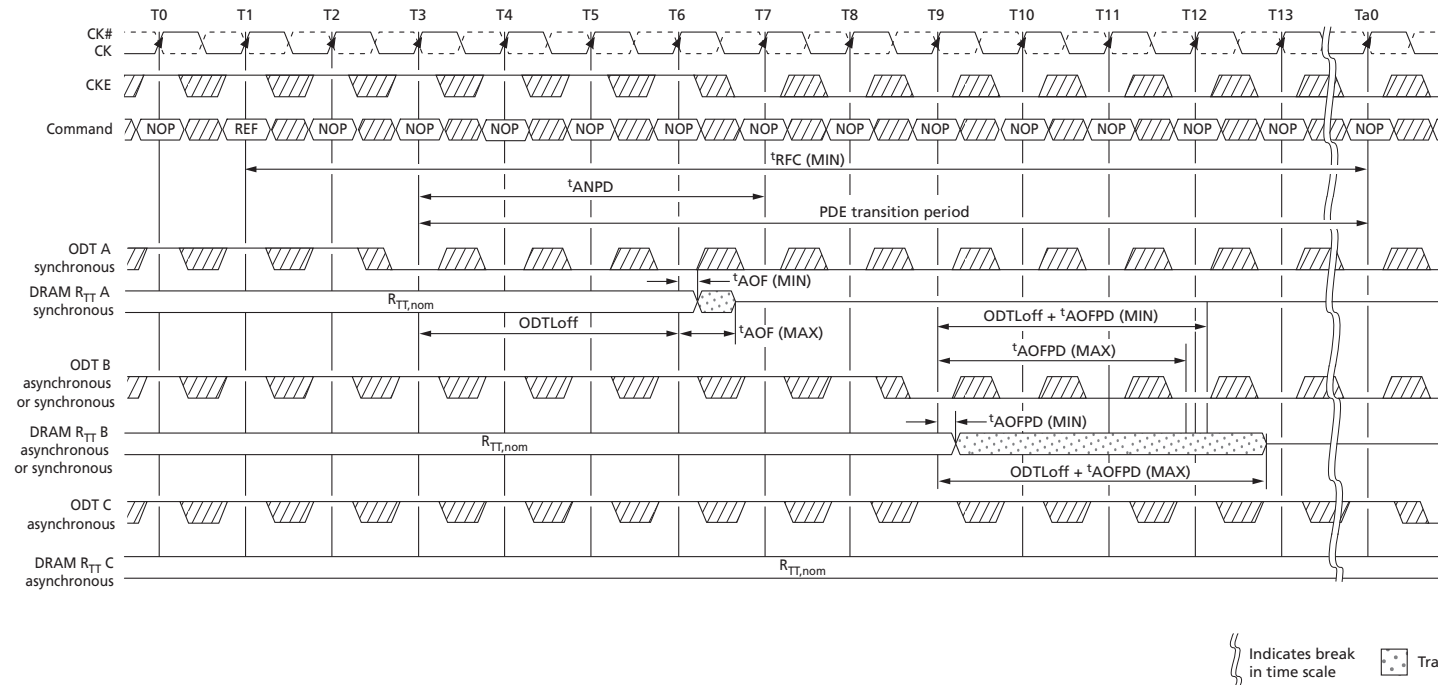 T0 T1 T2 T3 T4 T5 T6 T7 T8 T9 T10 T11 T12 T13 Ta0
CK#
CK
CKE
Command NOP REF NOP NOP NOP NOP NOP NOP NOP NOP NOP NOP NOP NOP NOP
tRFC (MIN)
tANPD
PDE transition period
ODT A
synchronous
tAOF (MIN)
DRAM RTT A
synchronous
RTT,nom
ODTLoff
tAOF (MAX)
ODTLoff + tAOFPD (MIN)
tAOFPD (MAX)
ODT B
asynchronous
or synchronous
tAOFPD (MIN)
DRAM RTT B
asynchronous
or synchronous
RTT,nom
ODTLoff + tAOFPD (MAX)
ODT C
asynchronous
DRAM RTT C
asynchronous
RTT,nom
Indicates break
in time scale
Tra